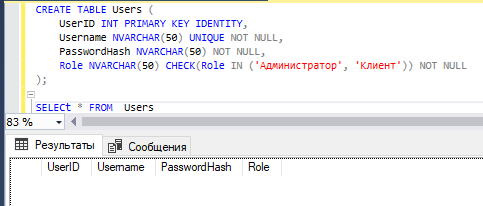 CREATE TABLE Users (
UserID INT PRIMARY KEY IDENTITY,
Username NVARCHAR(50) UNIQUE NOT NULL,
PasswordHash NVARCHAR(50) NOT NULL,
Role NVARCHAR(50) CHECK(Role IN ('Администратор', 'Клиент')) NOT NULL
);
SELECt * FROM Users
83 %
Результаты Сообщения
UserID Username PasswordHash Role